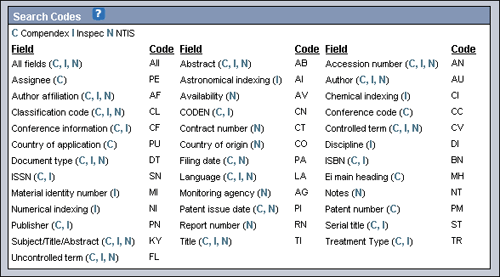 Search Codes ?
C Compendex I Inspec N NTIS
Field Code Field Code Field Code
All fields (C, I, N) All Abstract (C, I, N) AB Accession number (C, I, N) AN
Assignee (C) PE Astronomical indexing (I) AI Author (C, I, N) AU
Author affiliation (C, I, N) AF Availability (N) AV Chemical indexing (I) CI
Classification code (C, I, N) CL CODEN (C, I) CN Conference code (C) CC
Conference information (C, I) CF Contract number (N) CT Controlled term (C, I, N) CV
Country of application (C) PU Country of origin (N) CO Discipline (I) DI
Document type (C, I, N) DT Filing date (C, N) PA ISBN (C, I) BN
ISSN (C, I) SN Language (C, I, N) LA Ei main heading (C) MH
Material identity number (I) MI Monitoring agency (N) AG Notes (N) NT
Numerical indexing (I) NI Patent issue date (C, N) PI Patent number (C) PM
Publisher (C, I) PN Report number (N) RN Serial title (C, I) ST
Subject/Title/Abstract (C, I, N) KY Title (C, I, N) TI Treatment Type (C, I) TR
Uncontrolled term (C, I, N) FL